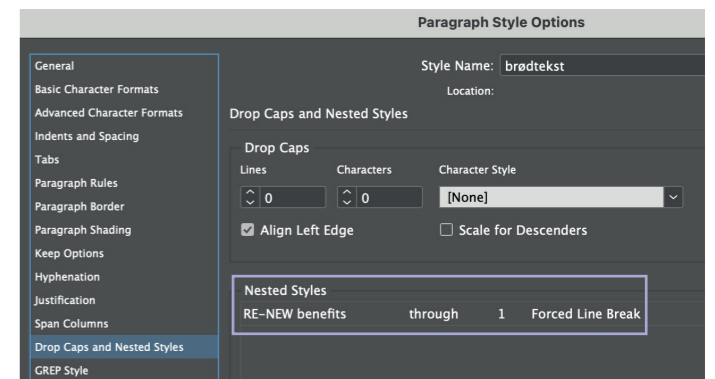 Paragraph Style Options
General
Basic Character Formats
Advanced Character Formats
Indents and Spacing
Tabs
Paragraph Rules
Paragraph Border
Paragraph Shading
Keep Options
Hyphenation
Justification
Span Columns
Drop Caps and Nested Styles
GREP Style
Style Name: brødtekst
Location:
Drop Caps and Nested Styles
Drop Caps
Lines Characters Character Style
0 0 [None]
Align Left Edge Scale for Descenders
Nested Styles
RE-NEW benefits through 1 Forced Line Break